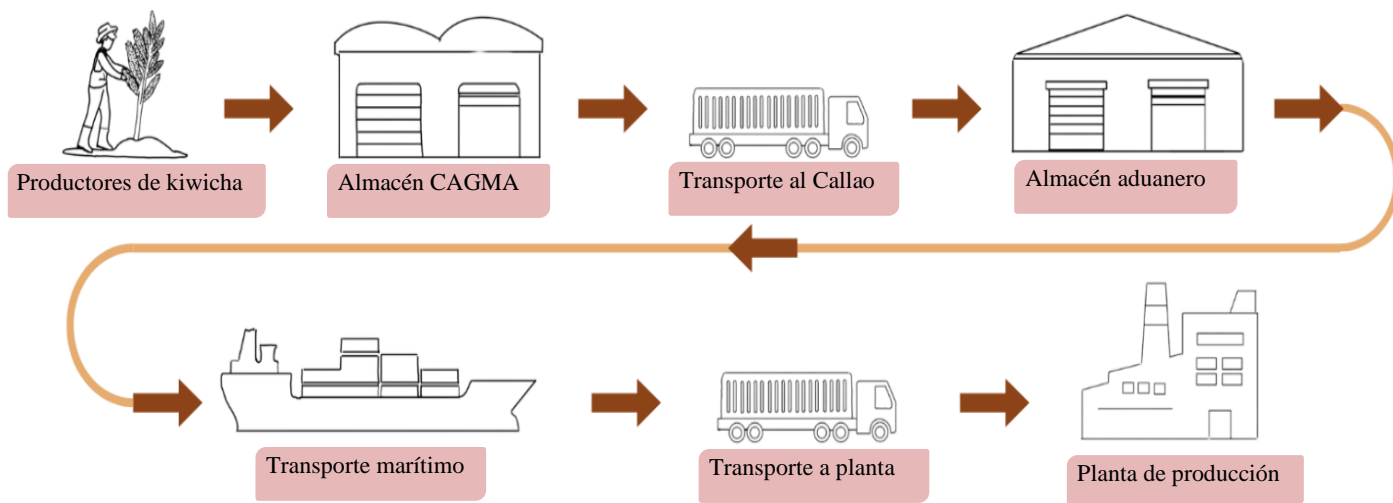 Productores de kiwicha
Almacén CAGMA
Transporte al Callao
Almacén aduanero
Transporte marítimo
Transporte a planta
Planta de producción